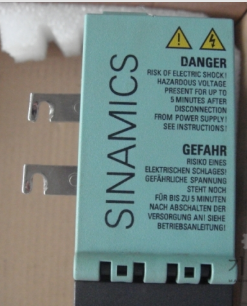 SINAMICS
DANGER
RISK OF ELECTRIC SHOCK!
HAZARDOUS VOLTAGE
PRESENT FOR UP TO
5 MINUTES AFTER
DISCONNECTION
FROM POWER SUPPLY!
SEE INSTRUCTIONS!
GEFAHR
RISIKO EINES
ELEKTRISCHEN SCHLAGES!
GEFÄHRLICHE SPANNUNG
STEHT NOCH
FÜR BIS ZU 5 MINUTEN
NACH ABSCHALTEN DER
VERSORGUNG AN! SIEHE
BETRIEBSANLEITUNG!